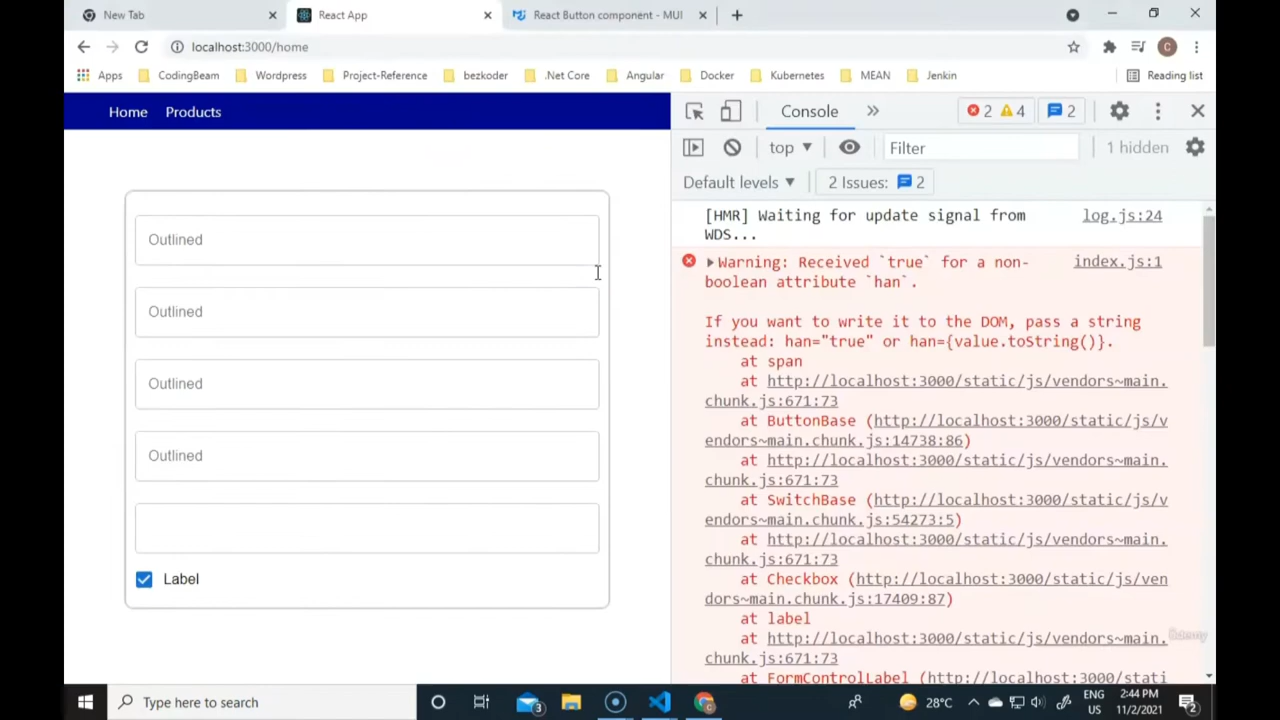 New Tab
React App
React Button component - MUI
localhost:3000/home
Apps CodingBeam Wordpress Project-Reference bezkoder .Net Core Angular Docker Kubernetes MEAN Jenkin Reading list
Home Products
Console 2 4 2
top Filter 1 hidden
Default levels 2 Issues: 2
[HMR] Waiting for update signal from log.js:24
WDS...
Warning: Received `true` for a non- index.js:1
boolean attribute `han`.
If you want to write it to the DOM, pass a string
instead: han="true" or han={value.toString()}.
at span
at http://localhost:3000/static/js/vendors~main.
chunk.js:671:73
at ButtonBase (http://localhost:3000/static/js/v
endors~main.chunk.js:14738:86)
at http://localhost:3000/static/js/vendors~main.
chunk.js:671:73
at SwitchBase (http://localhost:3000/static/js/v
endors~main.chunk.js:54273:5)
at http://localhost:3000/static/js/vendors~main.
chunk.js:671:73
at Checkbox (http://localhost:3000/static/js/ven
dors~main.chunk.js:17409:87)
at label
at http://localhost:3000/static/js/vendors~main.
chunk.js:671:73
at FormControlLabel (http://localhost:3000/stati
Outlined
Outlined
Outlined
Outlined
Label
Udemy
Type here to search
3
28°C
ENG
US
2:44 PM
11/2/2021
2